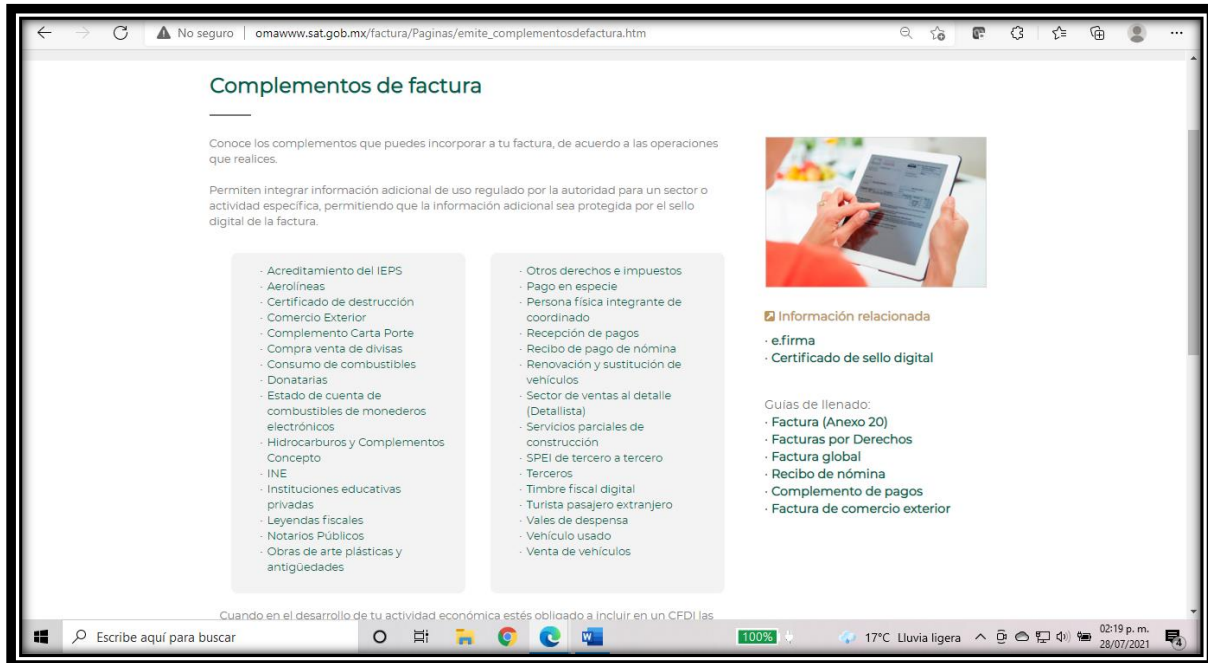 No seguro
omawww.sat.gob.mx/factura/Paginas/emite_complementosdefactura.htm
Complementos de factura
Conoce los complementos que puedes incorporar a tu factura, de acuerdo a las operaciones
que realices.
Permiten integrar información adicional de uso regulado por la autoridad para un sector o
actividad específica, permitiendo que la información adicional sea protegida por el sello
digital de la factura.
· Acreditamiento del IEPS
· Aerolíneas
· Certificado de destrucción
· Comercio Exterior
· Complemento Carta Porte
· Compra venta de divisas
· Consumo de combustibles
· Donatarias
· Estado de cuenta de
combustibles de monederos
electrónicos
· Hidrocarburos y Complementos
Concepto
· INE
· Instituciones educativas
privadas
· Leyendas fiscales
· Notarios Públicos
· Obras de arte plásticas y
antigüedades
· Otros derechos e impuestos
· Pago en especie
· Persona física integrante de
coordinado
· Recepción de pagos
· Recibo de pago de nómina
· Renovación y sustitución de
vehículos
· Sector de ventas al detalle
(Detallista)
· Servicios parciales de
construcción
· SPEI de tercero a tercero
· Terceros
· Timbre fiscal digital
· Turista pasajero extranjero
· Vales de despensa
· Vehículo usado
· Venta de vehículos
Información relacionada
· e.firma
· Certificado de sello digital
Guías de llenado:
· Factura (Anexo 20)
· Facturas por Derechos
· Factura global
· Recibo de nómina
· Complemento de pagos
· Factura de comercio exterior
Cuando en el desarrollo de tu actividad económica estés obligado a incluir en un CFDI las
Escribe aquí para buscar
100%
17°C Lluvia ligera
02:19 p. m.
28/07/2021
4